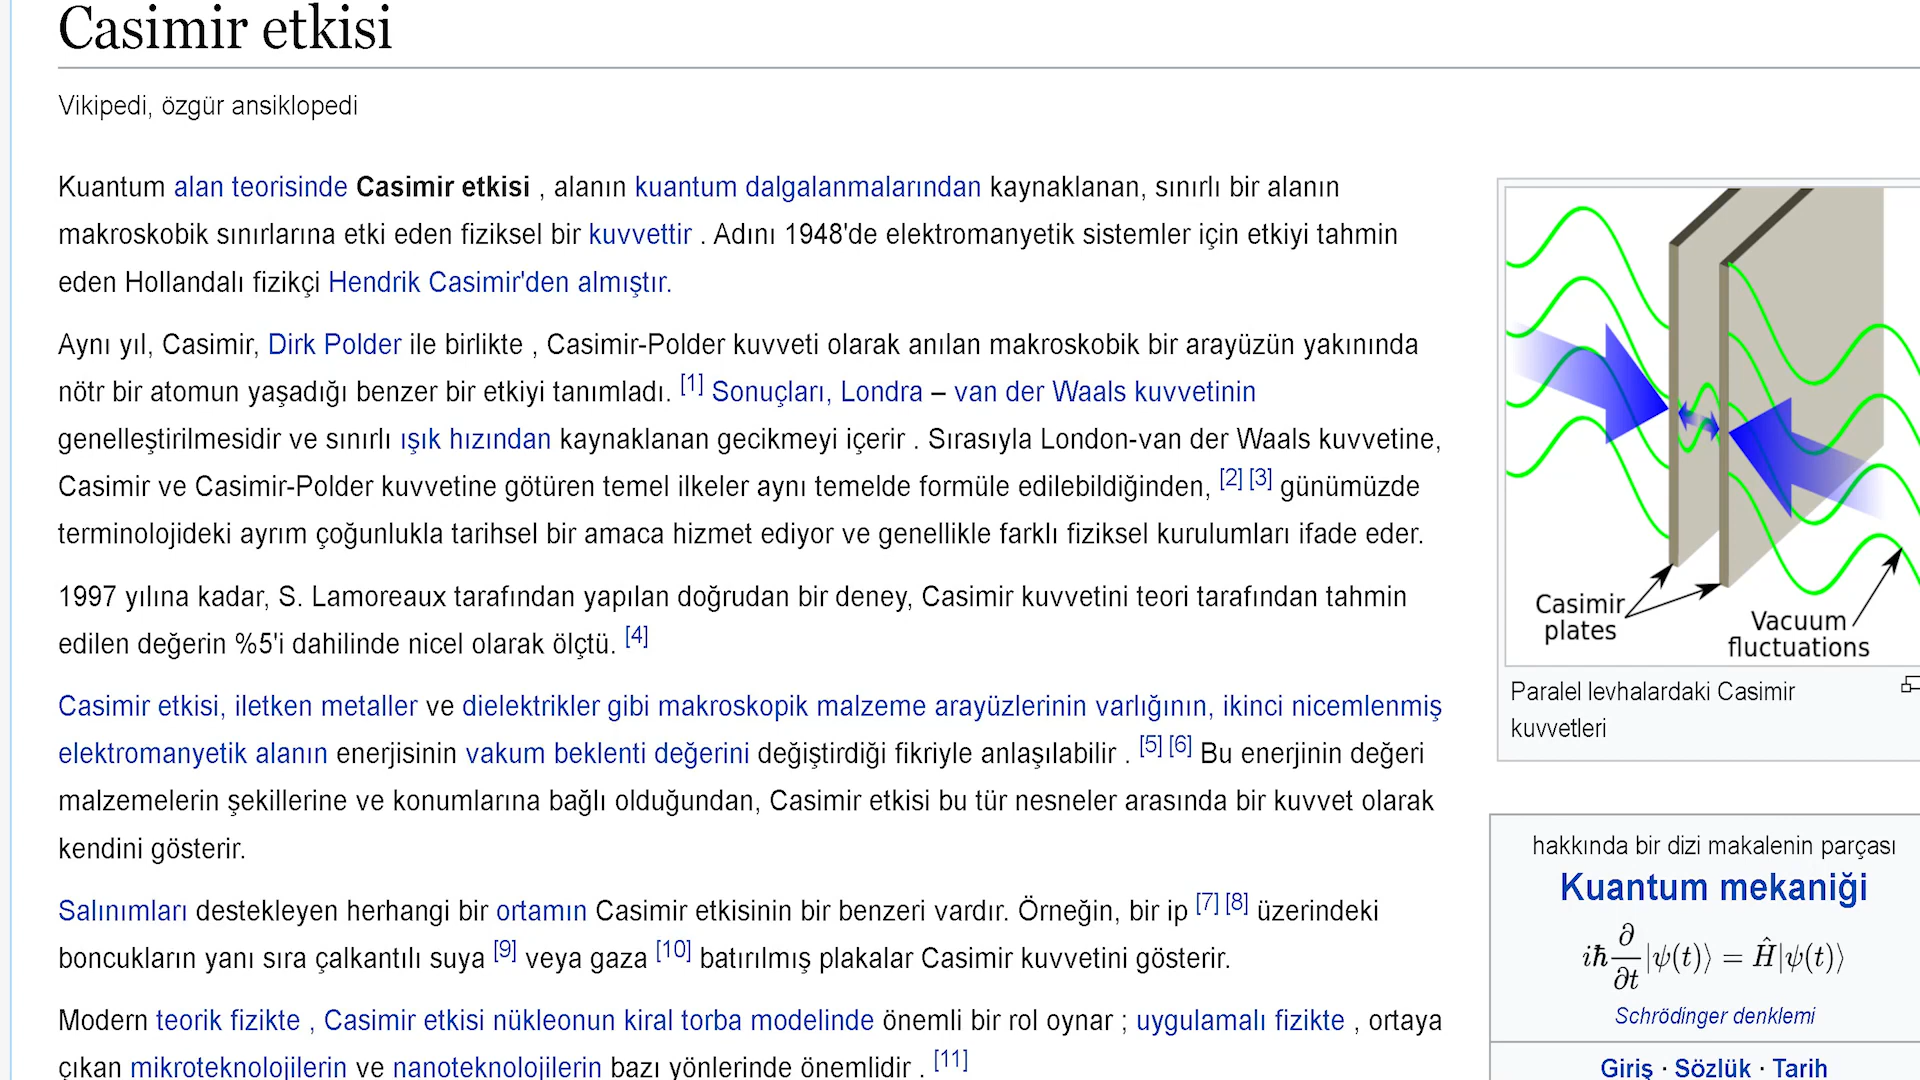 Casimir etkisi
Vikipedi, özgür ansiklopedi
Kuantum alan teorisinde Casimir etkisi , alanın kuantum dalgalanmalarından kaynaklanan, sınırlı bir alanın
makroskobik sınırlarına etki eden fiziksel bir kuvvettir . Adını 1948'de elektromanyetik sistemler için etkiyi tahmin
eden Hollandalı fizikçi Hendrik Casimir'den almıştır.
Aynı yıl, Casimir, Dirk Polder ile birlikte , Casimir-Polder kuvveti olarak anılan makroskobik bir arayüzün yakınında
nötr bir atomun yaşadığı benzer bir etkiyi tanımladı. [1] Sonuçları, Londra – van der Waals kuvvetinin
genelleştirilmesidir ve sınırlı ışık hızından kaynaklanan gecikmeyi içerir . Sırasıyla London-van der Waals kuvvetine,
Casimir ve Casimir-Polder kuvvetine götüren temel ilkeler aynı temelde formüle edilebildiğinden, [2] [3] günümüzde
terminolojideki ayrım çoğunlukla tarihsel bir amaca hizmet ediyor ve genellikle farklı fiziksel kurulumları ifade eder.
1997 yılına kadar, S. Lamoreaux tarafından yapılan doğrudan bir deney, Casimir kuvvetini teori tarafından tahmin
edilen değerin %5'i dahilinde nicel olarak ölçtü. [4]
Casimir etkisi, iletken metaller ve dielektrikler gibi makroskopik malzeme arayüzlerinin varlığının, ikinci nicemlenmiş
elektromanyetik alanın enerjisinin vakum beklenti değerini değiştirdiği fikriyle anlaşılabilir . [5] [6] Bu enerjinin değeri
malzemelerin şekillerine ve konumlarına bağlı olduğundan, Casimir etkisi bu tür nesneler arasında bir kuvvet olarak
kendini gösterir.
Salınımları destekleyen herhangi bir ortamın Casimir etkisinin bir benzeri vardır. Örneğin, bir ip [7] [8] üzerindeki
boncukların yanı sıra çalkantılı suya [9] veya gaza [10] batırılmış plakalar Casimir kuvvetini gösterir.
Modern teorik fizikte , Casimir etkisi nükleonun kiral torba modelinde önemli bir rol oynar ; uygulamalı fizikte , ortaya
çıkan mikroteknolojilerin ve nanoteknolojilerin bazı yönlerinde önemlidir . [11]
Casimir
plates
Vacuum
fluctuations
Paralel levhalardaki Casimir
kuvvetleri
hakkında bir dizi makalenin parçası
Kuantum mekaniği
iħ ∂/∂t |ψ(t)⟩ = Ĥ|ψ(t)⟩
Schrödinger denklemi
Giriş · Sözlük · Tarih